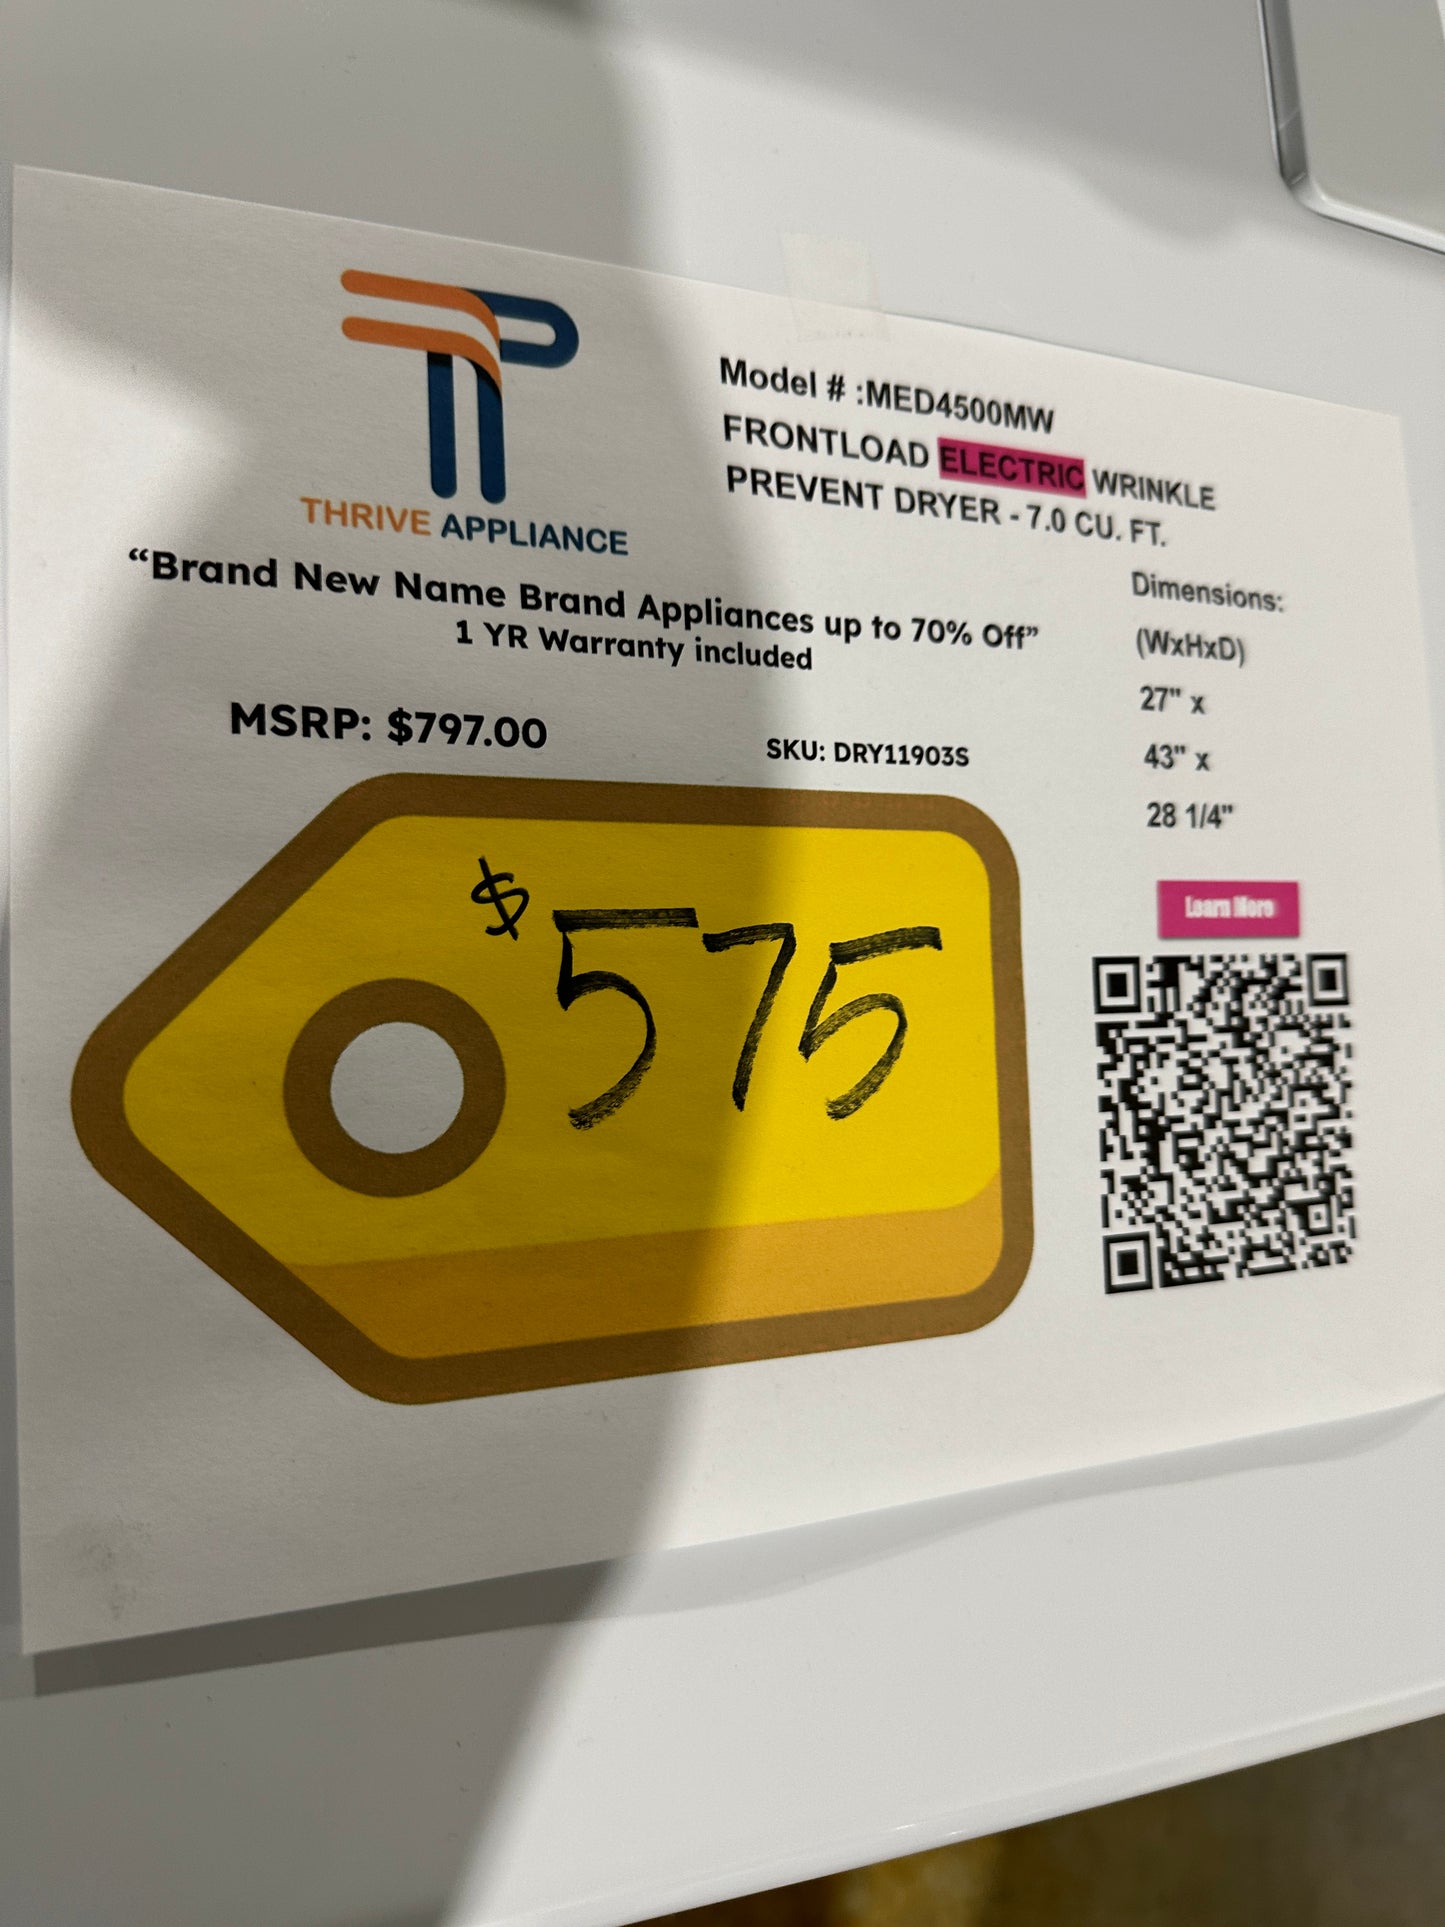 THRIVE APPLIANCE
Model # :MED4500MW
FRONTLOAD ELECTRIC WRINKLE
PREVENT DRYER - 7.0 CU. FT.
“Brand New Name Brand Appliances up to 70% Off”
1 YR Warranty included
Dimensions:
(WxHxD)
27" x
43" x
28 1/4"
MSRP: $797.00
SKU: DRY11903S
$575
Learn More